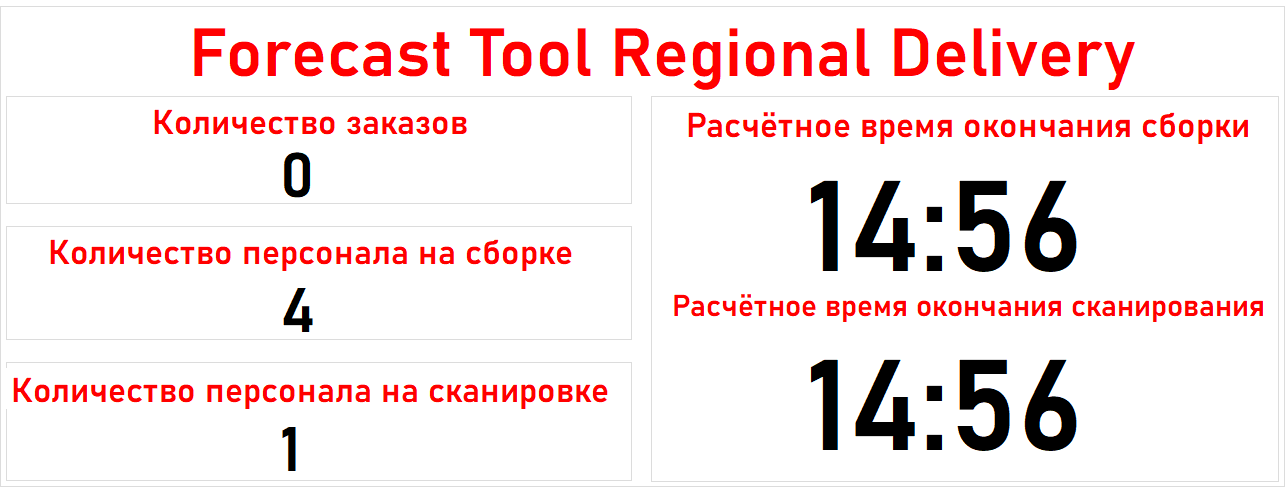 Forecast Tool Regional Delivery
Количество заказов
0
Количество персонала на сборке
4
Количество персонала на сканировке
1
Расчётное время окончания сборки
14:56
Расчётное время окончания сканирования
14:56